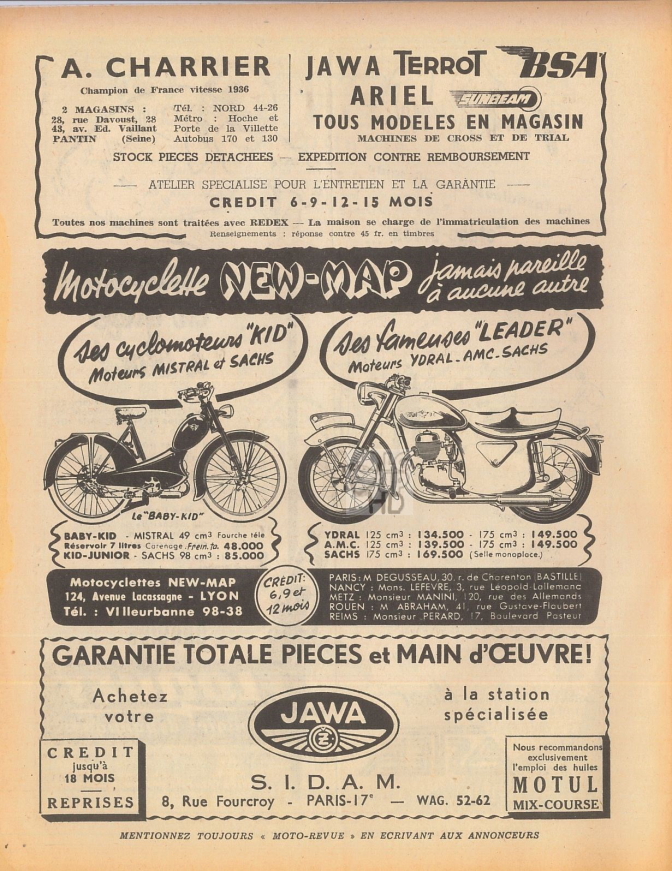 A. CHARRIER
Champion de France vitesse 1936
2 MAGASINS :
28, rue Davoust, 28
43, av. Ed. Vaillant
PANTIN (Seine)
Tél. : NORD 44-26
Métro : Hoche et
Porte de la Villette
Autobus 170 et 130
JAWA TERROT BSA
ARIEL SUNBEAM
TOUS MODELES EN MAGASIN
MACHINES DE CROSS ET DE TRIAL
STOCK PIECES DETACHEES — EXPEDITION CONTRE REMBOURSEMENT
— ATELIER SPECIALISE POUR L'ENTRETIEN ET LA GARANTIE —
CREDIT 6-9-12-15 MOIS
Toutes nos machines sont traitées avec REDEX — La maison se charge de l'immatriculation des machines
Renseignements : réponse contre 45 fr. en timbres
Motocyclette NEW-MAP jamais pareille
à aucune autre
Ses cyclomoteurs "KID"
Moteurs MISTRAL et SACHS
Ses fameuses "LEADER"
Moteurs YDRAL-AMC-SACHS
Le "BABY-KID"
BABY-KID - MISTRAL 49 cm³ Fourche télé
Réservoir 7 litres Carénage. Frein. ta. 48.000
KID-JUNIOR - SACHS 98 cm³ : 85.000
YDRAL 125 cm³ : 134.500 - 175 cm³ : 149.500
A.M.C. 125 cm³ : 139.500 - 175 cm³ : 149.500
SACHS 175 cm³ : 169.500 (Selle monoplace.)
Motocyclettes NEW-MAP
124, Avenue Lacassagne - LYON
Tél. : VIlleurbanne 98-38
CRÉDIT:
6,9 et
12 mois
PARIS: M DEGUSSEAU, 30, r. de Charenton (BASTILLE)
NANCY : Mons. LEFEVRE, 3, rue Léopold-Lallemanc
METZ : Monsieur MANINI, 120, rue des Allemands
ROUEN : M ABRAHAM, 41, rue Gustave-Flaubert
REIMS : Monsieur PERARD, 17, Boulevard Pasteur
GARANTIE TOTALE PIECES et MAIN d'ŒUVRE!
Achetez
votre
JAWA
CZ
à la station
spécialisée
CREDIT
jusqu'à
18 MOIS
REPRISES
S. I. D. A. M.
8, Rue Fourcroy - PARIS-17e — WAG. 52-62
Nous recommandons
exclusivement
l'emploi des huiles
MOTUL
MIX-COURSE
MENTIONNEZ TOUJOURS « MOTO-REVUE » EN ECRIVANT AUX ANNONCEURS